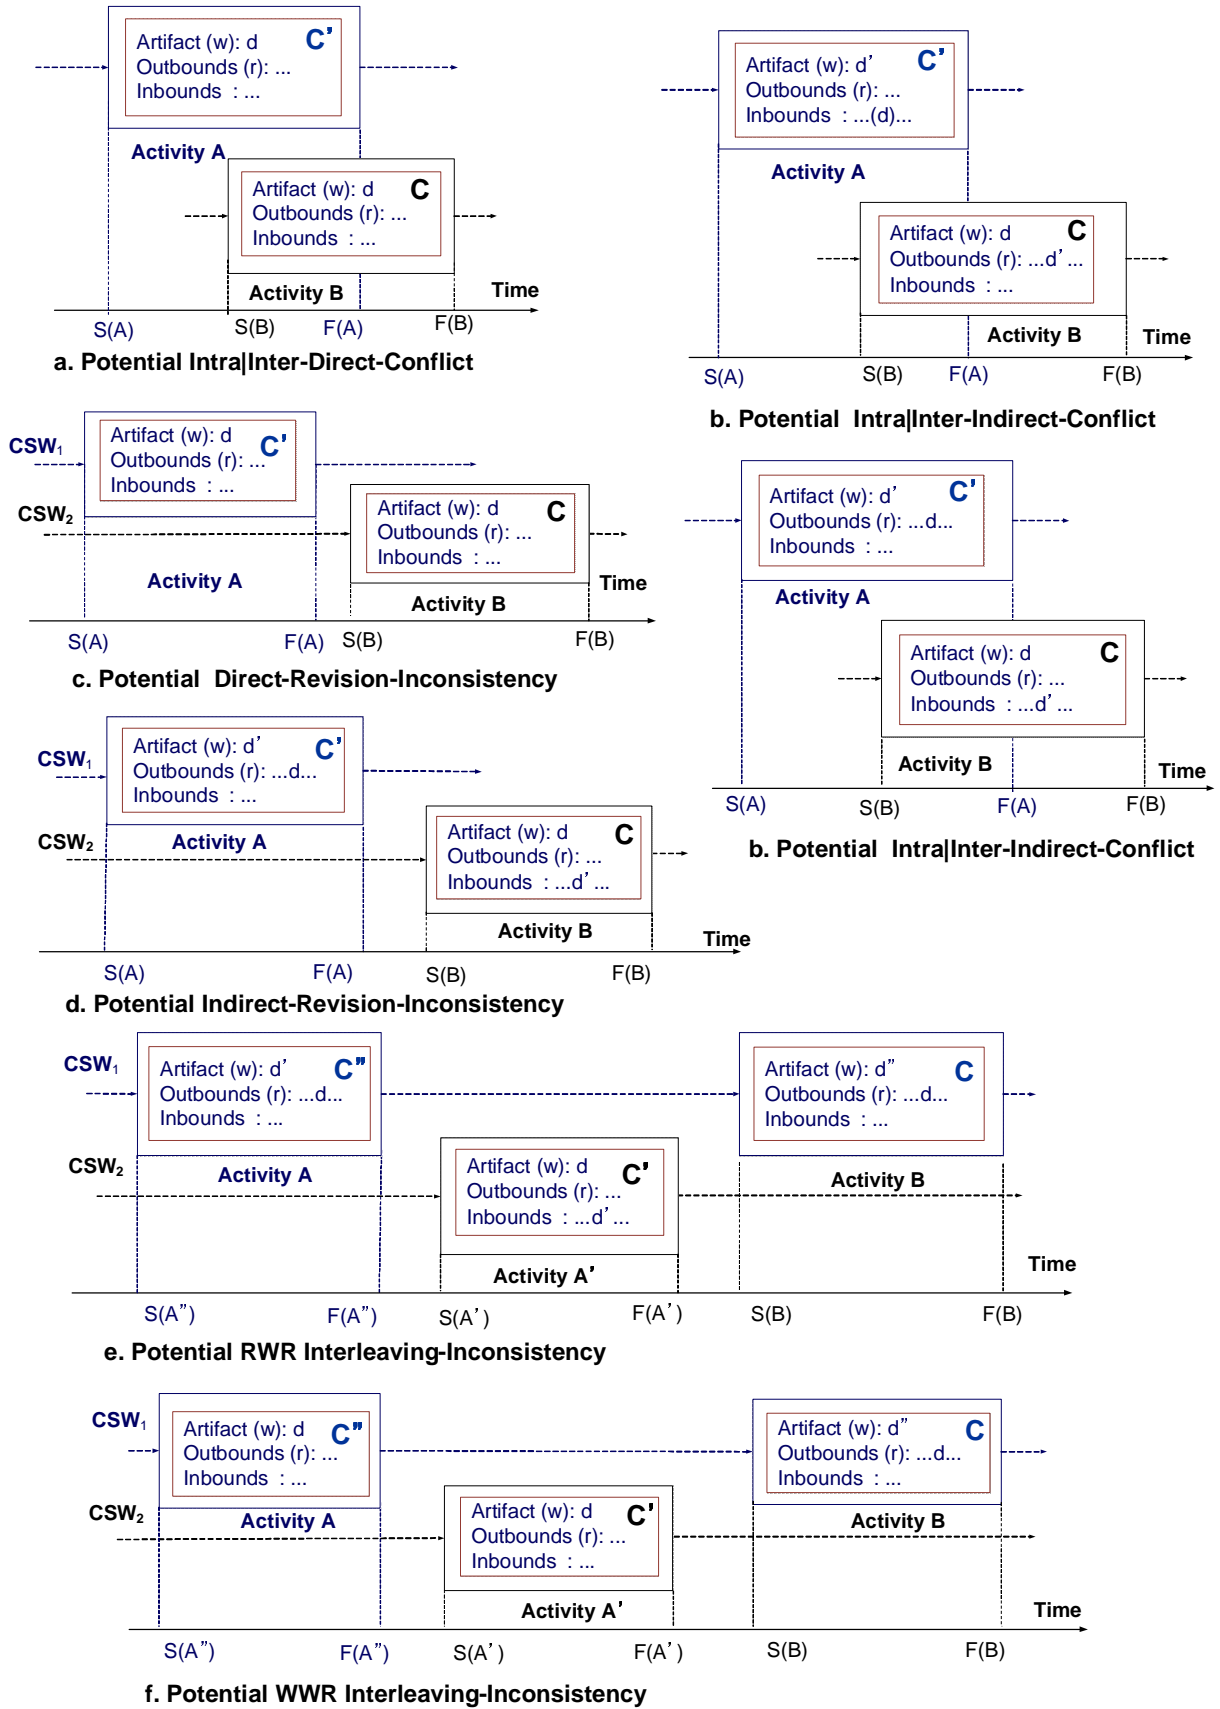 Artifact (w): d C'
Outbounds (r): ...
Inbounds : ...
Activity A
Artifact (w): d C
Outbounds (r): ...
Inbounds : ...
Activity B
Time
S(A) S(B) F(A) F(B)
a. Potential Intra|Inter-Direct-Conflict
Artifact (w): d' C'
Outbounds (r): ...
Inbounds : ...(d)...
Activity A
Artifact (w): d C
Outbounds (r): ...d' ...
Inbounds : ...
Activity B
Time
S(A) S(B) F(A) F(B)
b. Potential Intra|Inter-Indirect-Conflict
CSW1
Artifact (w): d C'
Outbounds (r): ...
Inbounds : ...
CSW2
Artifact (w): d C
Outbounds (r): ...
Inbounds : ...
Activity A
Activity B
Time
S(A) F(A) S(B) F(B)
c. Potential Direct-Revision-Inconsistency
Artifact (w): d' C'
Outbounds (r): ...d...
Inbounds : ...
Activity A
Artifact (w): d C
Outbounds (r): ...
Inbounds : ...d' ...
Activity B
Time
S(A) S(B) F(A) F(B)
b. Potential Intra|Inter-Indirect-Conflict
CSW1
Artifact (w): d' C'
Outbounds (r): ...d...
Inbounds : ...
CSW2
Activity A
Artifact (w): d C
Outbounds (r): ...
Inbounds : ...d' ...
Activity B
Time
S(A) F(A) S(B) F(B)
d. Potential Indirect-Revision-Inconsistency
CSW1
Artifact (w): d' C"
Outbounds (r): ...d...
Inbounds : ...
Artifact (w): d" C
Outbounds (r): ...d...
Inbounds : ...
CSW2
Activity A
Artifact (w): d C'
Outbounds (r): ...
Inbounds : ...d' ...
Activity B
Activity A'
Time
S(A") F(A") S(A') F(A') S(B) F(B)
e. Potential RWR Interleaving-Inconsistency
CSW1
Artifact (w): d C"
Outbounds (r): ...
Inbounds : ...
Artifact (w): d" C
Outbounds (r): ...d...
Inbounds : ...
CSW2
Activity A
Artifact (w): d C'
Outbounds (r): ...
Inbounds : ...
Activity B
Activity A'
Time
S(A") F(A") S(A') F(A') S(B) F(B)
f. Potential WWR Interleaving-Inconsistency